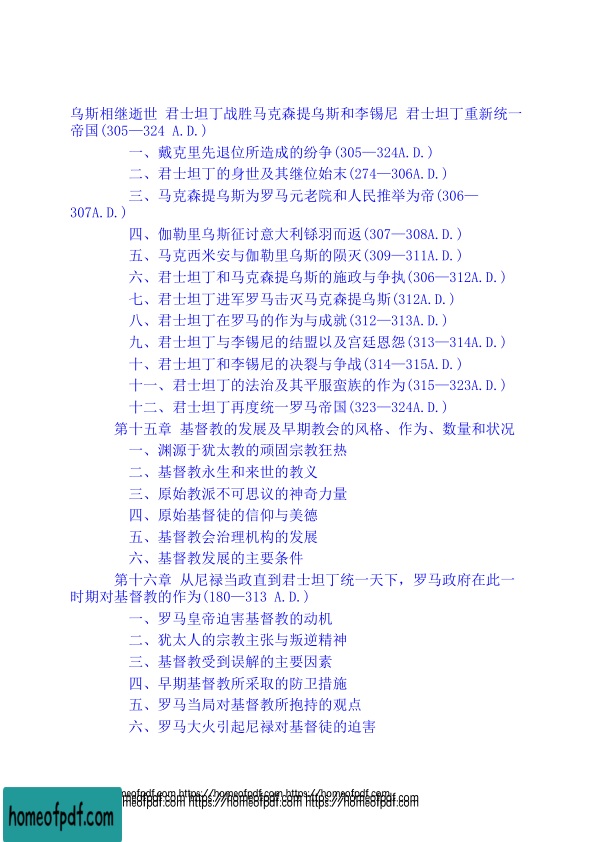 乌斯相继逝世 君士坦丁战胜马克森提乌斯和李锡尼 君士坦丁重新统一
帝国(305—324 A.D.)
一、戴克里先退位所造成的纷争(305—324A.D.)
二、君士坦丁的身世及其继位始末(274—306A.D.)
三、马克森提乌斯为罗马元老院和人民推举为帝(306—
307A.D.)
四、伽勒里乌斯征讨意大利铩羽而返(307—308A.D.)
五、马克西米安与伽勒里乌斯的陨灭(309—311A.D.)
六、君士坦丁和马克森提乌斯的施政与争执(306—312A.D.)
七、君士坦丁进军罗马击灭马克森提乌斯(312A.D.)
八、君士坦丁在罗马的作为与成就(312—313A.D.)
九、君士坦丁与李锡尼的结盟以及宫廷恩怨(313—314A.D.)
十、君士坦丁和李锡尼的决裂与争战(314—315A.D.)
十一、君士坦丁的法治及其平服蛮族的作为(315—323A.D.)
十二、君士坦丁再度统一罗马帝国(323—324A.D.)
第十五章 基督教的发展及早期教会的风格、作为、数量和状况
一、渊源于犹太教的顽固宗教狂热
二、基督教永生和来世的教义
三、原始教派不可思议的神奇力量
四、原始基督徒的信仰与美德
五、基督教会治理机构的发展
六、基督教发展的主要条件
第十六章 从尼禄当政直到君士坦丁统一天下，罗马政府在此一
时期对基督教的作为(180—313 A.D.)
一、罗马皇帝迫害基督教的动机
二、犹太人的宗教主张与叛逆精神
三、基督教受到误解的主要因素
四、早期基督教所采取的防卫措施
五、罗马当局对基督教所抱持的观点
六、罗马大火引起尼禄对基督徒的迫害
meofpdf.com https://homeofpdf.com https://homeofpdf.com
meofpdf.com https://homeofpdf.com https://homeofpdf.com
homeofpdf.com